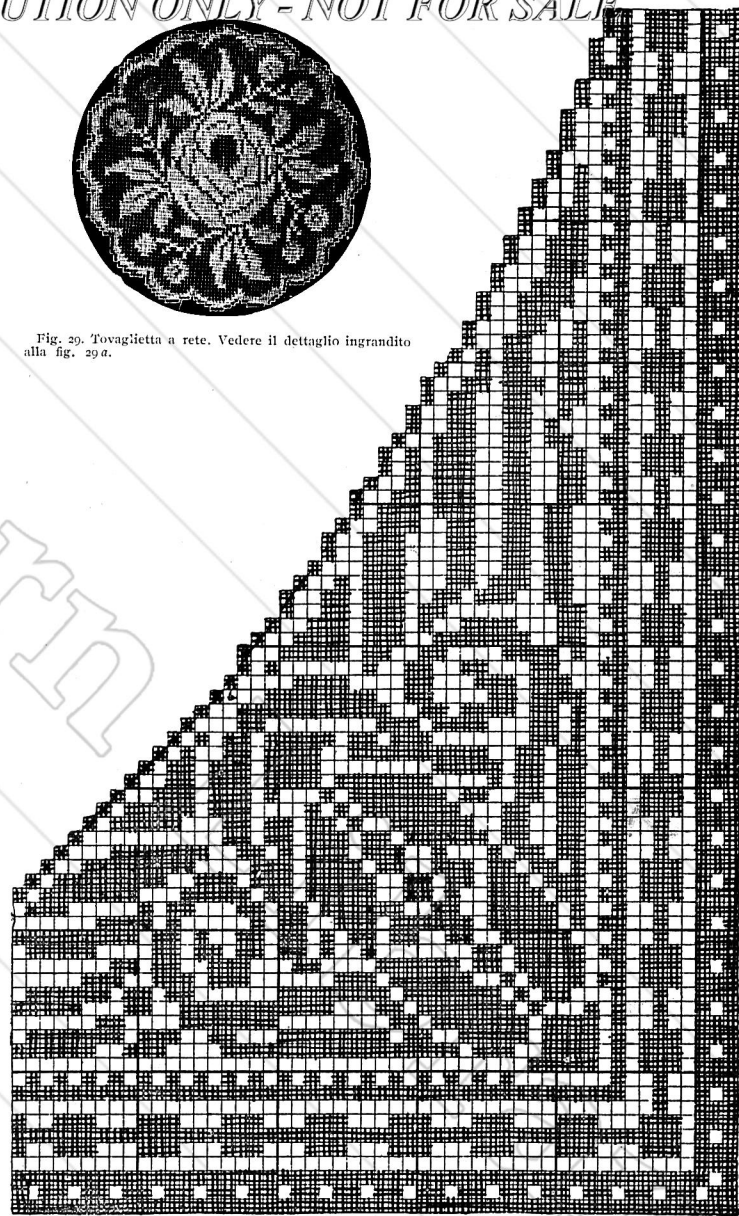 UTION ONLY - NOT FOR SALE
Fig. 29. Tovaglietta a rete. Vedere il dettaglio ingrandito
alla fig. 29 a.